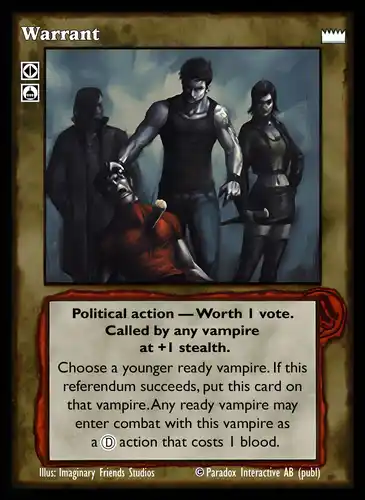 Warrant
Political action — Worth 1 vote.
Called by any vampire
at +1 stealth.
Choose a younger ready vampire. If this
referendum succeeds, put this card on
that vampire. Any ready vampire may
enter combat with this vampire as
a Ⓓ action that costs 1 blood.
Illus: Imaginary Friends Studios © Paradox Interactive AB (publ)